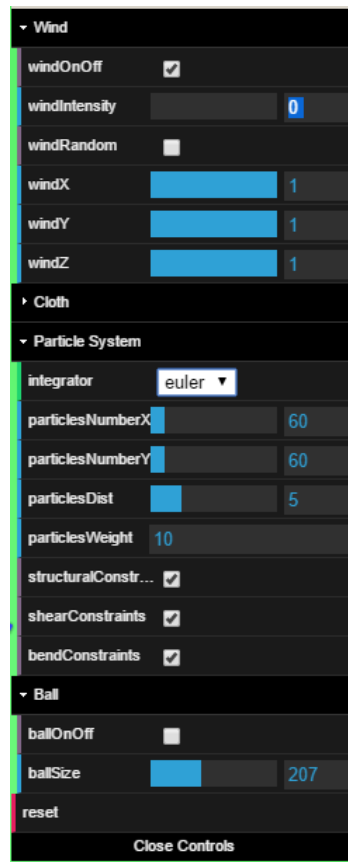 Wind
windOnOff
windIntensity 0
windRandom
windX 1
windY 1
windZ 1
Cloth
Particle System
integrator euler
particlesNumberX 60
particlesNumberY 60
particlesDist 5
particlesWeight 10
structuralConstr...
shearConstraints
bendConstraints
Ball
ballOnOff
ballSize 207
reset
Close Controls